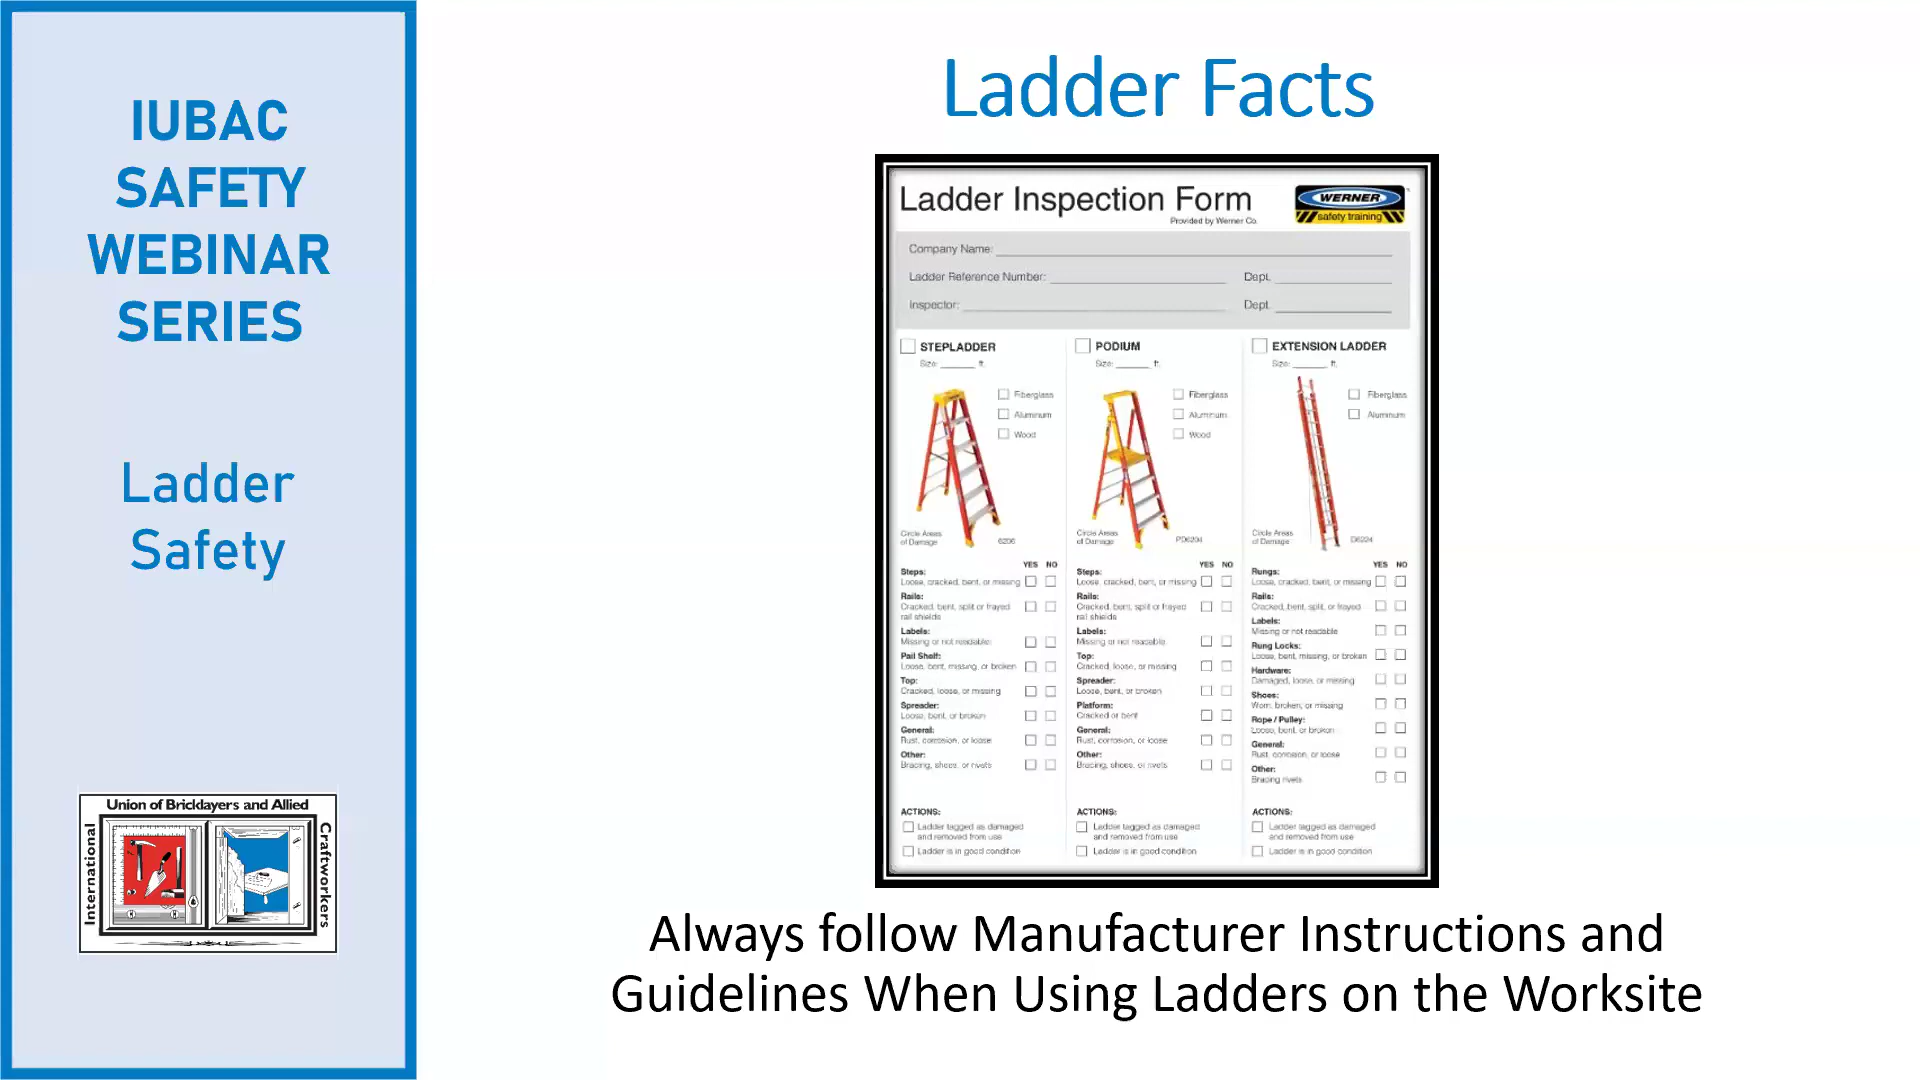 IUBAC
SAFETY
WEBINAR
SERIES
Ladder
Safety
Union of Bricklayers and Allied
International
Craftworkers
Ladder Facts
Ladder Inspection Form
Provided by Werner Co.
WERNER
safety training
Company Name:
Ladder Reference Number: Dept.
Inspector: Dept.
STEPLADDER
Size: ft.
Fiberglass
Aluminum
Wood
Circle Areas
of Damage
6206
YES NO
Steps:
Loose, cracked, bent, or missing
Rails:
Cracked, bent, split or frayed
rail shields
Labels:
Missing or not readable
Pail Shelf:
Loose, bent, missing, or broken
Top:
Cracked, loose, or missing
Spreader:
Loose, bent, or broken
General:
Rust, corrosion, or loose
Other:
Bracing, shoes, or rivets
ACTIONS:
Ladder tagged as damaged
and removed from use
Ladder is in good condition
PODIUM
Size: ft.
Fiberglass
Aluminum
Wood
Circle Areas
of Damage
PD6204
YES NO
Steps:
Loose, cracked, bent, or missing
Rails:
Cracked, bent, split or frayed
rail shields
Labels:
Missing or not readable
Top:
Cracked, loose, or missing
Spreader:
Loose, bent, or broken
Platform:
Cracked or bent
General:
Rust, corrosion, or loose
Other:
Bracing, shoes, or rivets
ACTIONS:
Ladder tagged as damaged
and removed from use
Ladder is in good condition
EXTENSION LADDER
Size: ft.
Fiberglass
Aluminum
Circle Areas
of Damage
D6224
YES NO
Rungs:
Loose, cracked, bent, or missing
Rails:
Cracked, bent, split, or frayed
Labels:
Missing or not readable
Rung Locks:
Loose, bent, missing, or broken
Hardware:
Damaged, loose, or missing
Shoes:
Worn, broken, or missing
Rope / Pulley:
Loose, bent, or broken
General:
Rust, corrosion, or loose
Other:
Bracing rivets
ACTIONS:
Ladder tagged as damaged
and removed from use
Ladder is in good condition
Always follow Manufacturer Instructions and
Guidelines When Using Ladders on the Worksite